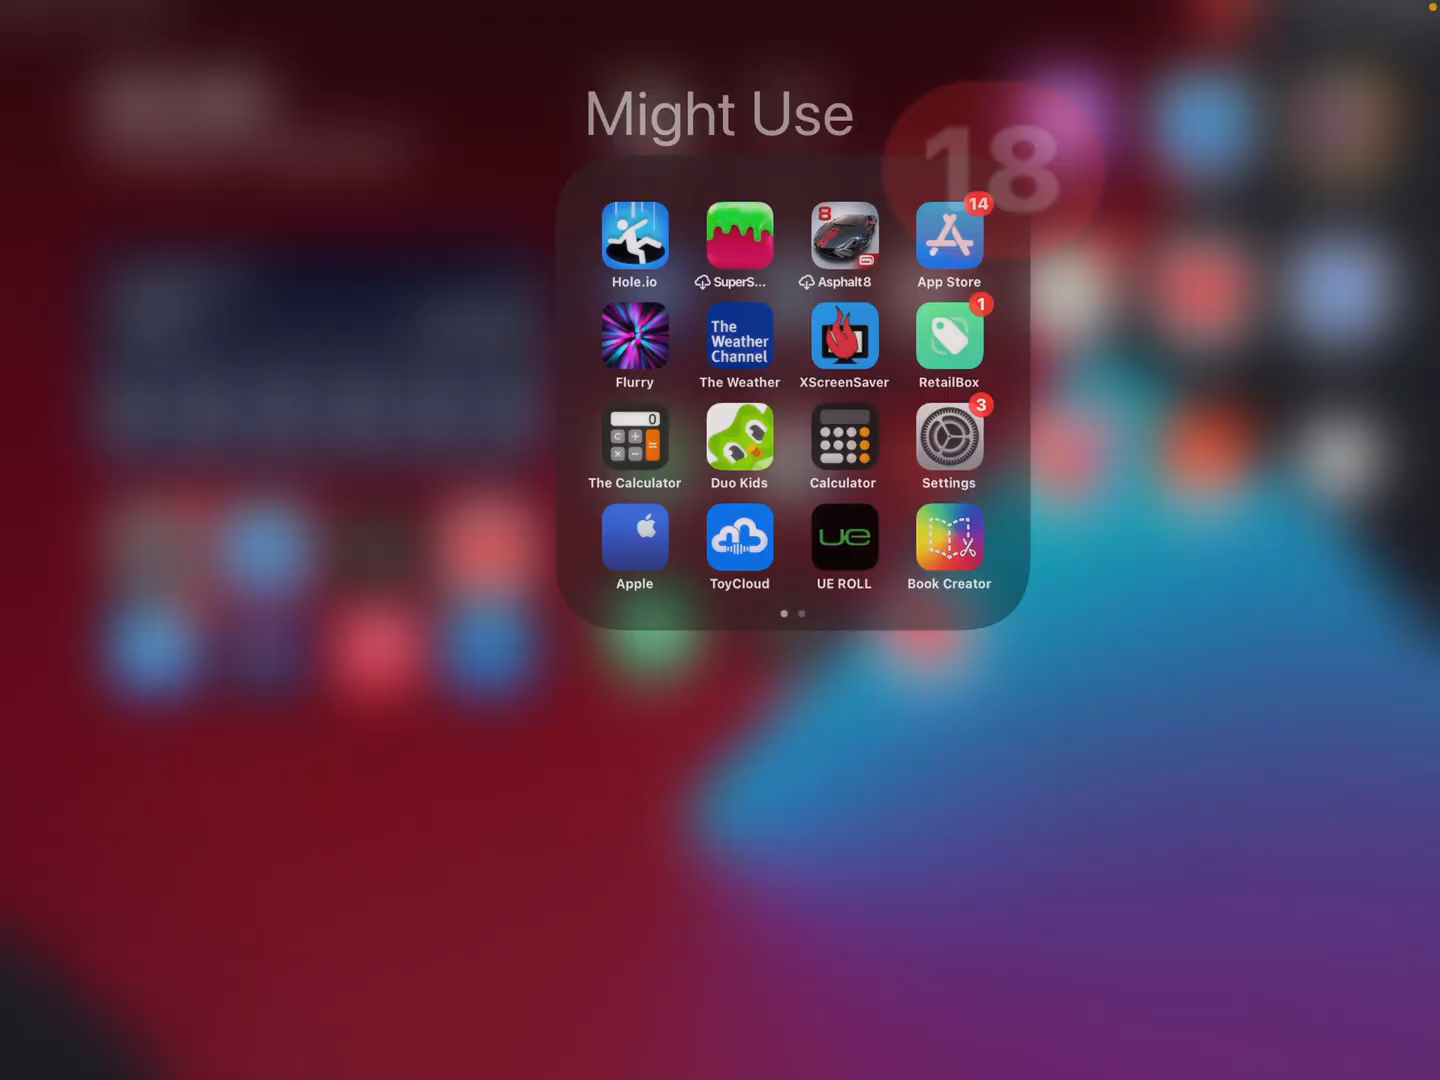 Might Use
18
Hole.io
SuperS...
8
Asphalt8
14
App Store
Flurry
The
Weather
Channel
The Weather
XScreenSaver
1
RetailBox
0
C + =
× −
The Calculator
Duo Kids
Calculator
3
Settings
Apple
ToyCloud
ue
UE ROLL
Book Creator